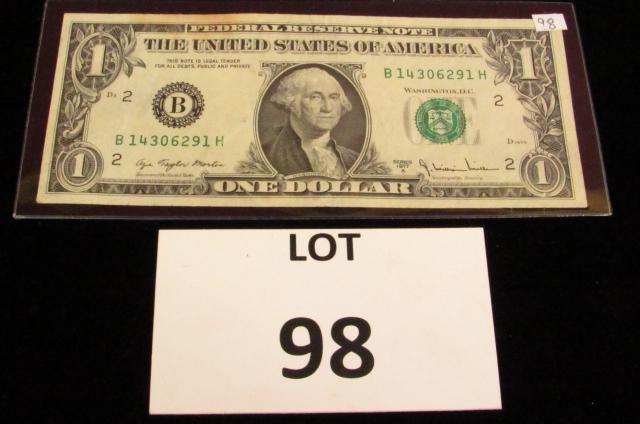 98
FEDERAL RESERVE NOTE
THE UNITED STATES OF AMERICA
1
1
THIS NOTE IS LEGAL TENDER
FOR ALL DEBTS, PUBLIC AND PRIVATE
B 14306291 H
WASHINGTON, D.C.
2
2
B
ONE
B 14306291 H
2
2
SERIES
1977
A
1
ONE DOLLAR
1
LOT
98